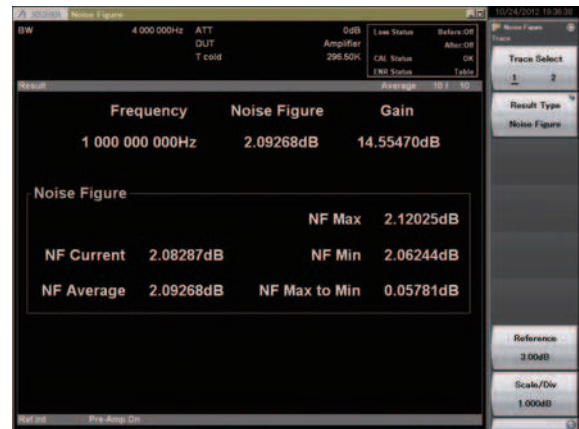 Noise Figure
10/24/2012 19:36:38
BW 4 000 000Hz ATT 0dB Loss Status Before:Off
DUT Amplifier After:Off
T cold 296.50K CAL Status OK
ENR Status Table
Result Average 10 / 10
Frequency Noise Figure Gain
1 000 000 000Hz 2.09268dB 14.55470dB
Noise Figure
NF Max 2.12025dB
NF Current 2.08287dB NF Min 2.06244dB
NF Average 2.09268dB NF Max to Min 0.05781dB
Ref.Int Pre-Amp On
Noise Figure
Trace
Trace Select
1 2
Result Type
Noise Figure
Reference
3.00dB
Scale/Div
1.000dB